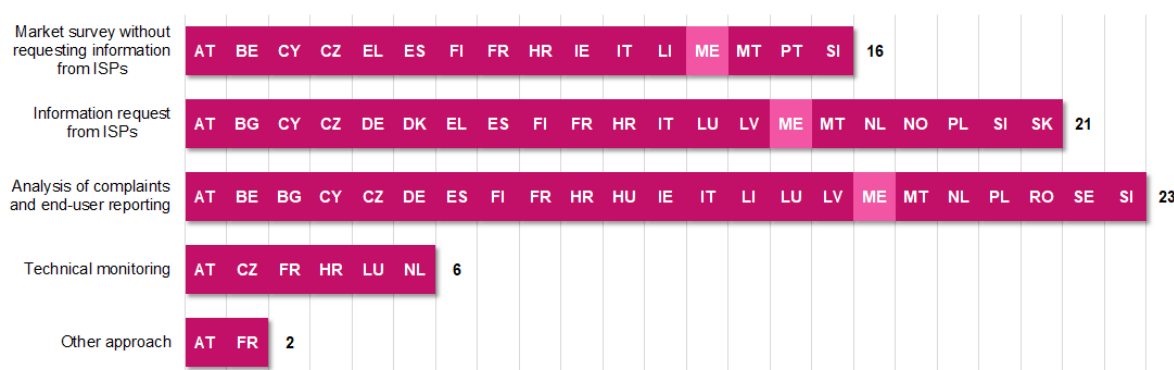 Market survey without
requesting information
from ISPs
AT BE CY CZ EL ES FI FR HR IE IT LI ME MT PT SI 16
Information request
from ISPs
AT BG CY CZ DE DK EL ES FI FR HR IT LU LV ME MT NL NO PL SI SK 21
Analysis of complaints
and end-user reporting
AT BE BG CY CZ DE ES FI FR HR HU IE IT LI LU LV ME MT NL PL RO SE SI 23
Technical monitoring
AT CZ FR HR LU NL 6
Other approach
AT FR 2